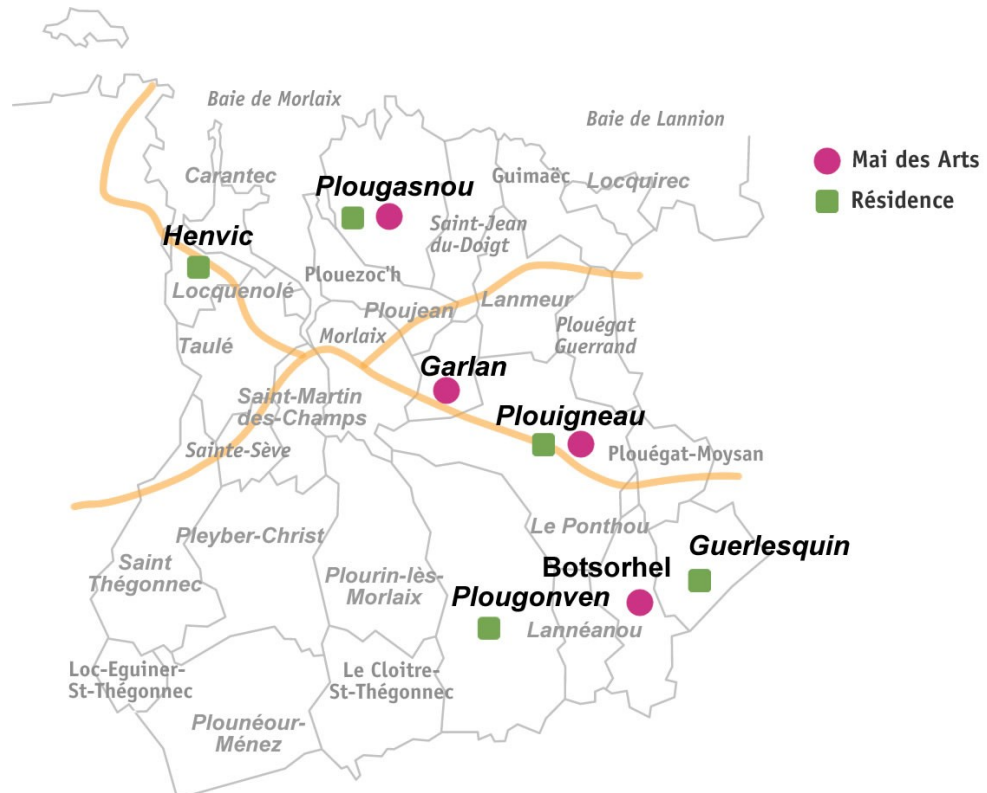 Baie de Morlaix
Baie de Lannion
Mai des Arts
Carantec
Plougasnou
Guimaëc
Locquirec
Résidence
Henvic
Saint-Jean
du-Doigt
Plouezoc'h
Locquenolé
Ploujean
Lanmeur
Taulé
Morlaix
Plouégat
Guerrand
Garlan
Saint-Martin
des-Champs
Plouigneau
Sainte-Sève
Plouégat-Moysan
Pleyber-Christ
Le Ponthou
Guerlesquin
Saint
Thégonnec
Plourin-lès-
Morlaix
Botsorhel
Plougonven
Lannéanou
Loc-Eguiner-
St-Thégonnec
Le Cloitre-
St-Thégonnec
Plounéour-
Ménez